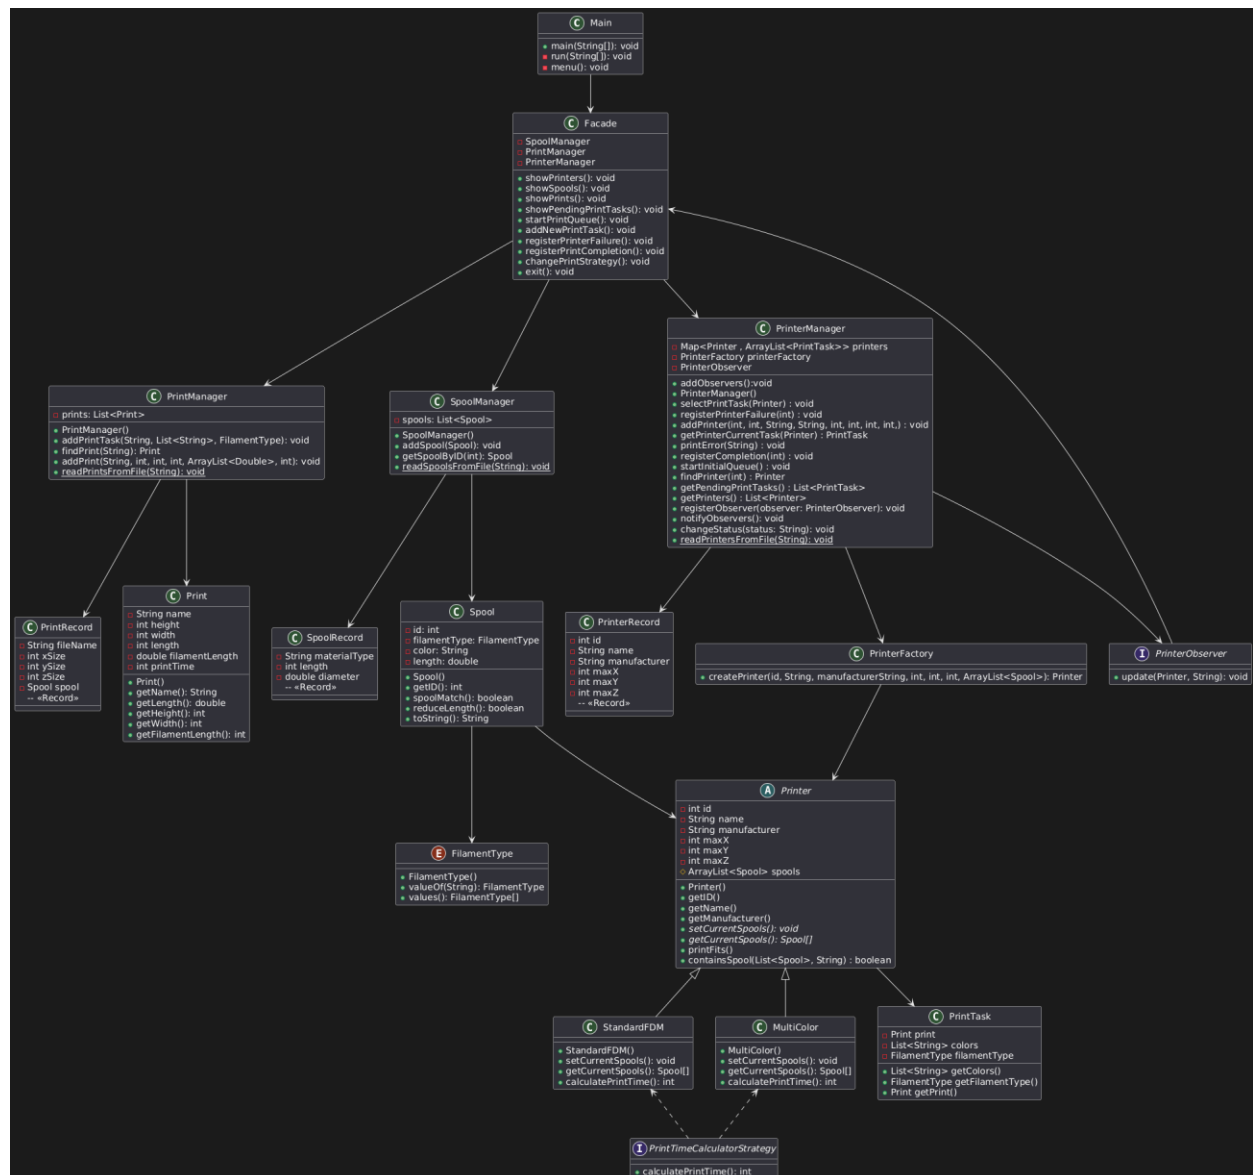 C Main
main(String[]): void
run(String[]): void
menu(): void
C Facade
SpoolManager
PrintManager
PrinterManager
showPrinters(): void
showSpools(): void
showPrints(): void
showPendingPrintTasks(): void
startPrintQueue(): void
addNewPrintTask(): void
registerPrinterFailure(): void
registerPrintCompletion(): void
changePrintStrategy(): void
exit(): void
C PrinterManager
Map<Printer , ArrayList<PrintTask>> printers
PrinterFactory printerFactory
PrinterObserver
addObservers():void
PrinterManager()
selectPrintTask(Printer) : void
registerPrinterFailure(int) : void
addPrinter(int, int, String, String, int, int, int, int,) : void
getPrinterCurrentTask(Printer) : PrintTask
printError(String) : void
registerCompletion(int) : void
startInitialQueue() : void
findPrinter(int) : Printer
getPendingPrintTasks() : List<PrintTask>
getPrinters() : List<Printer>
registerObserver(observer: PrinterObserver): void
notifyObservers(): void
changeStatus(status: String): void
readPrintersFromFile(String): void
C PrintManager
prints: List<Print>
PrintManager()
addPrintTask(String, List<String>, FilamentType): void
findPrint(String): Print
addPrint(String, int, int, int, ArrayList<Double>, int): void
readPrintsFromFile(String): void
C SpoolManager
spools: List<Spool>
SpoolManager()
addSpool(Spool): void
getSpoolByID(int): Spool
readSpoolsFromFile(String): void
C PrintRecord
String fileName
int xSize
int ySize
int zSize
Spool spool
-- «Record»
C Print
String name
int height
int width
int length
double filamentLength
int printTime
Print()
getName(): String
getLength(): double
getHeight(): int
getWidth(): int
getFilamentLength(): int
C SpoolRecord
String materialType
int length
double diameter
-- «Record»
C Spool
id: int
filamentType: FilamentType
color: String
length: double
Spool()
getID(): int
spoolMatch(): boolean
reduceLength(): boolean
toString(): String
C PrinterRecord
int id
String name
String manufacturer
int maxX
int maxY
int maxZ
-- «Record»
C PrinterFactory
createPrinter(id, String, manufacturerString, int, int, int, ArrayList<Spool>): Printer
I PrinterObserver
update(Printer, String): void
E FilamentType
FilamentType()
valueOf(String): FilamentType
values(): FilamentType[]
A Printer
int id
String name
String manufacturer
int maxX
int maxY
int maxZ
ArrayList<Spool> spools
Printer()
getID()
getName()
getManufacturer()
setCurrentSpools(): void
getCurrentSpools(): Spool[]
printFits()
containsSpool(List<Spool>, String) : boolean
C StandardFDM
StandardFDM()
setCurrentSpools(): void
getCurrentSpools(): Spool[]
calculatePrintTime(): int
C MultiColor
MultiColor()
setCurrentSpools(): void
getCurrentSpools(): Spool[]
calculatePrintTime(): int
C PrintTask
Print print
List<String> colors
FilamentType filamentType
List<String> getColors()
FilamentType getFilamentType()
Print getPrint()
I PrintTimeCalculatorStrategy
calculatePrintTime(): int